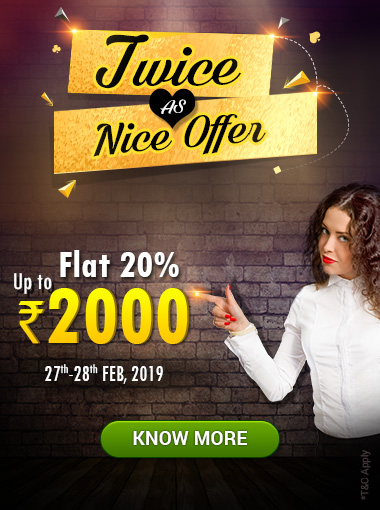 Twice
AS
Nice Offer
Flat 20%
Up to
₹2000
27th-28th FEB, 2019
KNOW MORE
*T&C Apply